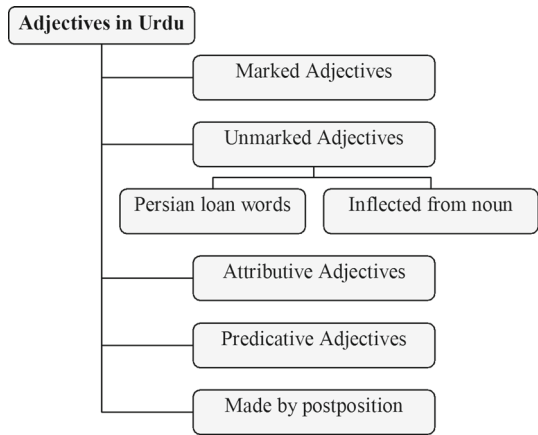 Adjectives in Urdu
Marked Adjectives
Unmarked Adjectives
Persian loan words
Inflected from noun
Attributive Adjectives
Predicative Adjectives
Made by postposition